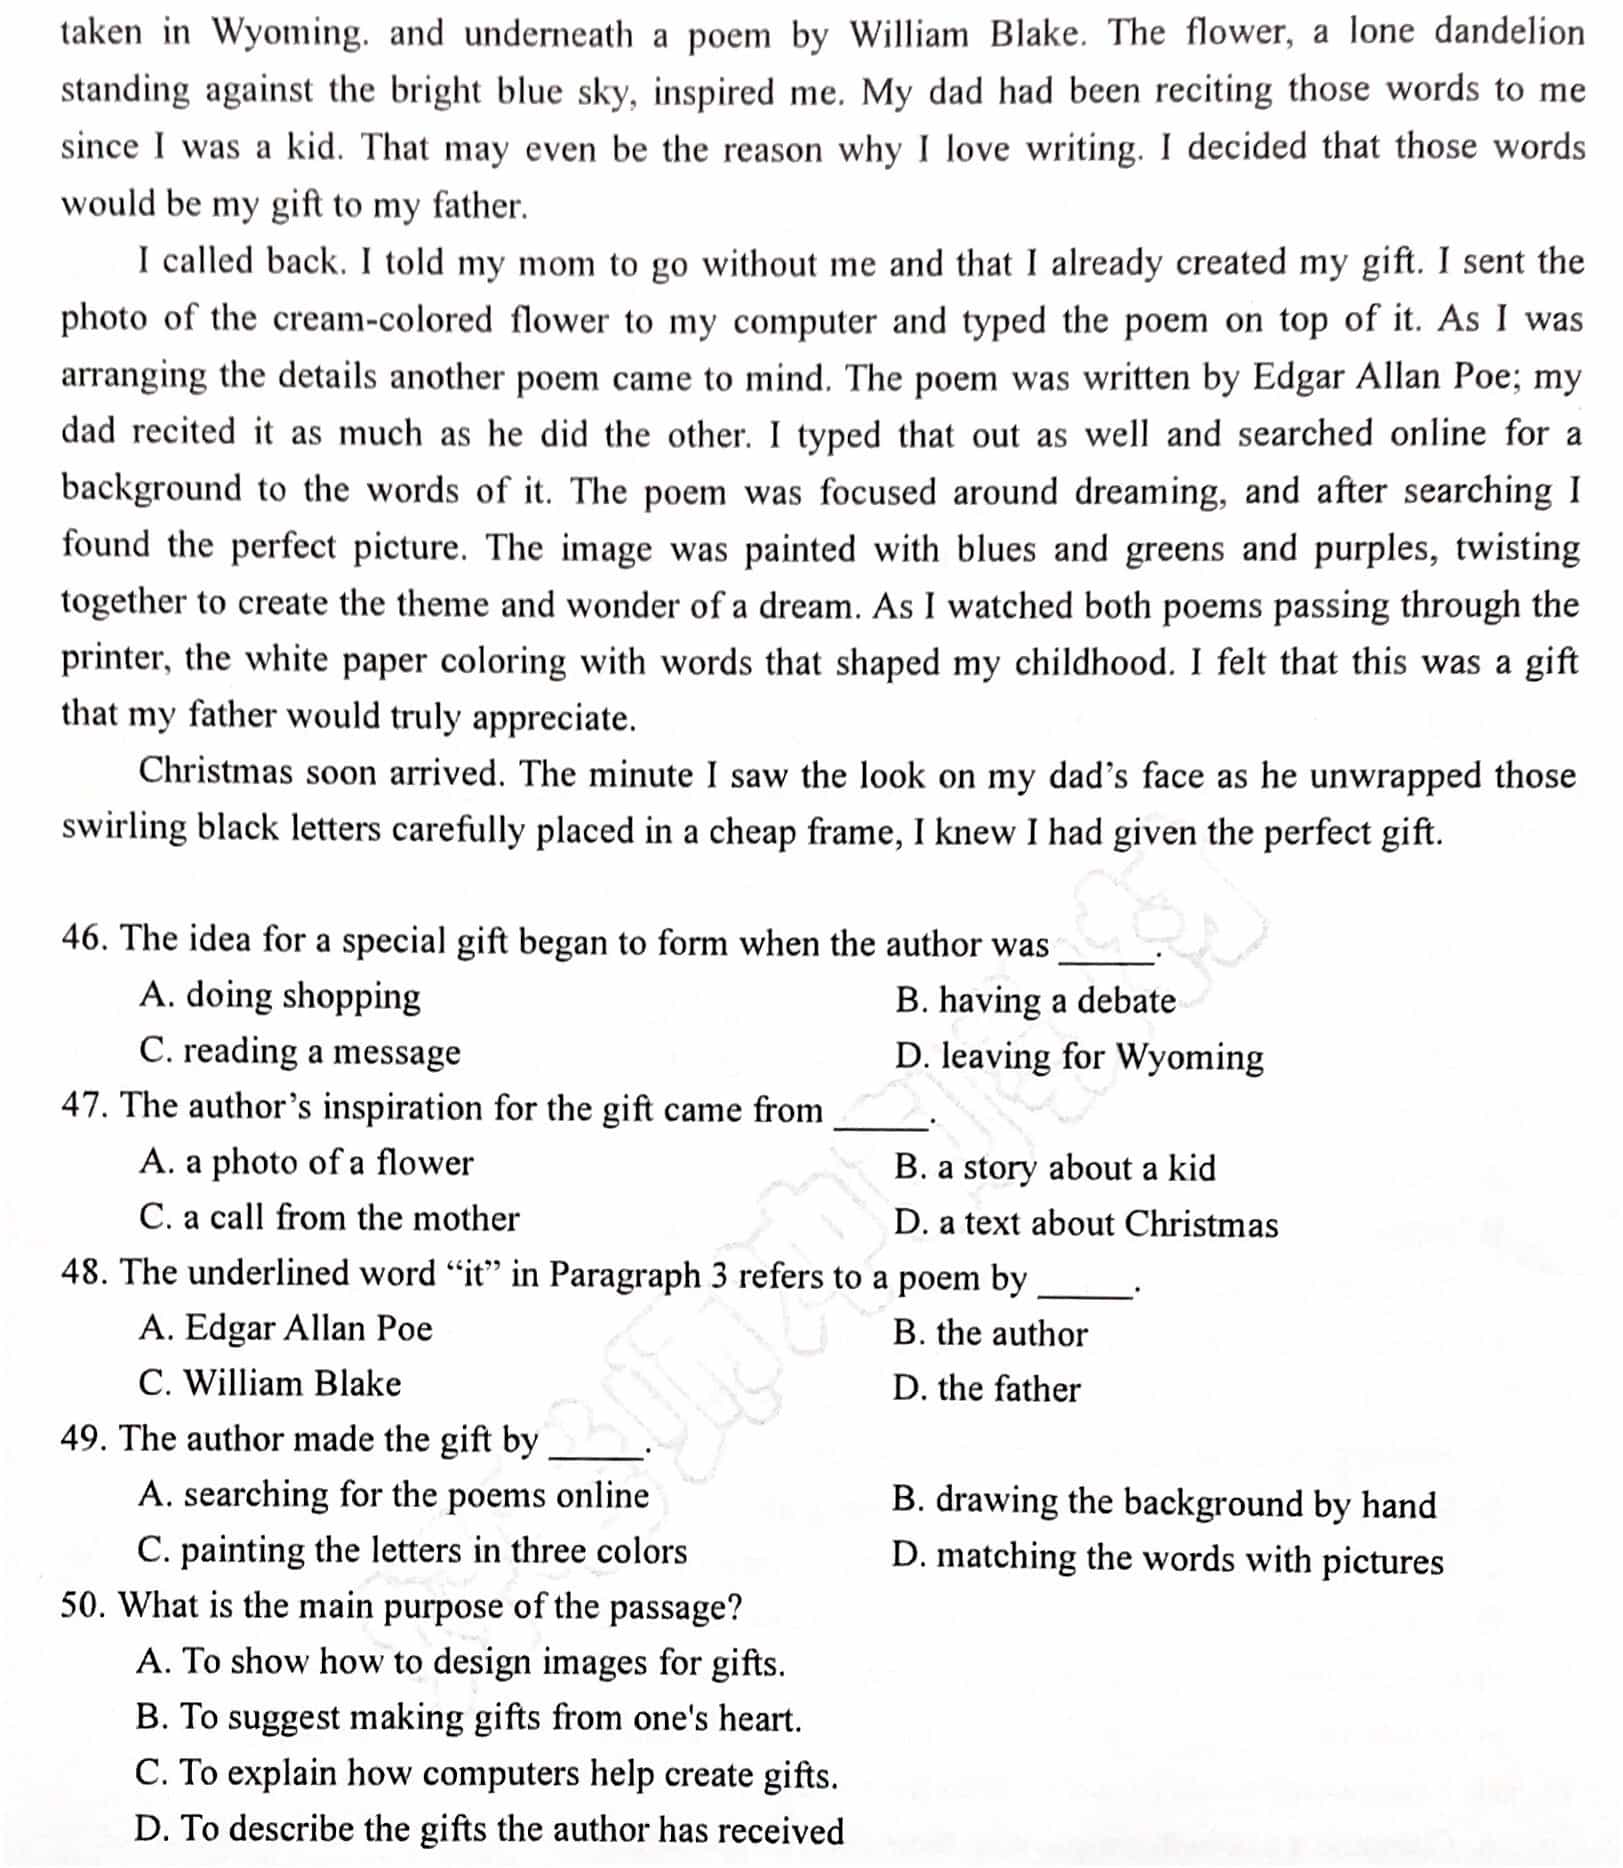 taken in Wyoming. and underneath a poem by William Blake. The flower, a lone dandelion
standing against the bright blue sky, inspired me. My dad had been reciting those words to me
since I was a kid. That may even be the reason why I love writing. I decided that those words
would be my gift to my father.
I called back. I told my mom to go without me and that I already created my gift. I sent the
photo of the cream-colored flower to my computer and typed the poem on top of it. As I was
arranging the details another poem came to mind. The poem was written by Edgar Allan Poe; my
dad recited it as much as he did the other. I typed that out as well and searched online for a
background to the words of it. The poem was focused around dreaming, and after searching I
found the perfect picture. The image was painted with blues and greens and purples, twisting
together to create the theme and wonder of a dream. As I watched both poems passing through the
printer, the white paper coloring with words that shaped my childhood. I felt that this was a gift
that my father would truly appreciate.
Christmas soon arrived. The minute I saw the look on my dad's face as he unwrapped those
swirling black letters carefully placed in a cheap frame, I knew I had given the perfect gift.
46. The idea for a special gift began to form when the author was _____.
A. doing shopping B. having a debate
C. reading a message D. leaving for Wyoming
47. The author's inspiration for the gift came from _____.
A. a photo of a flower B. a story about a kid
C. a call from the mother D. a text about Christmas
48. The underlined word “it” in Paragraph 3 refers to a poem by _____.
A. Edgar Allan Poe B. the author
C. William Blake D. the father
49. The author made the gift by _____.
A. searching for the poems online B. drawing the background by hand
C. painting the letters in three colors D. matching the words with pictures
50. What is the main purpose of the passage?
A. To show how to design images for gifts.
B. To suggest making gifts from one's heart.
C. To explain how computers help create gifts.
D. To describe the gifts the author has received